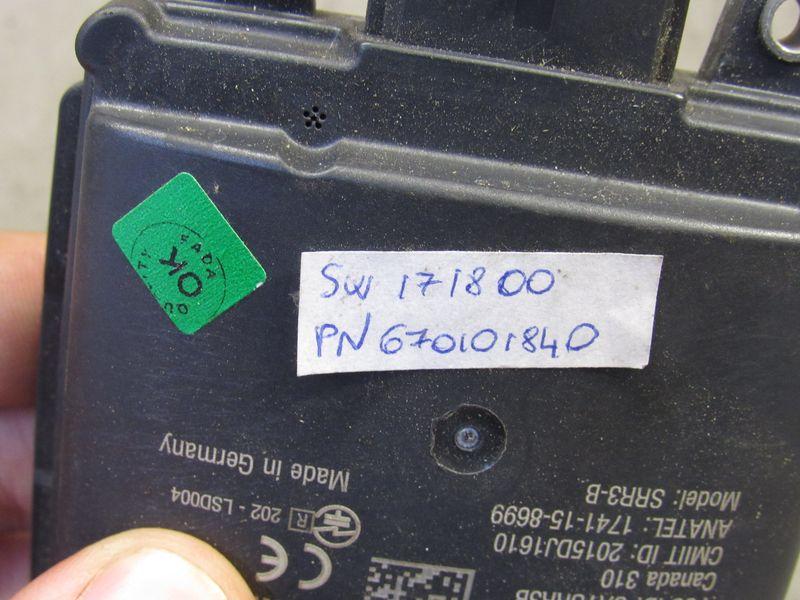 SW 171800
PN 670101840
OK
Made in Germany
R 202 - LSD004
CE
Model: SRR3-B
ANATEL: 1741-15-8699
CMIIT ID: 2015DJ1610
Canada 310